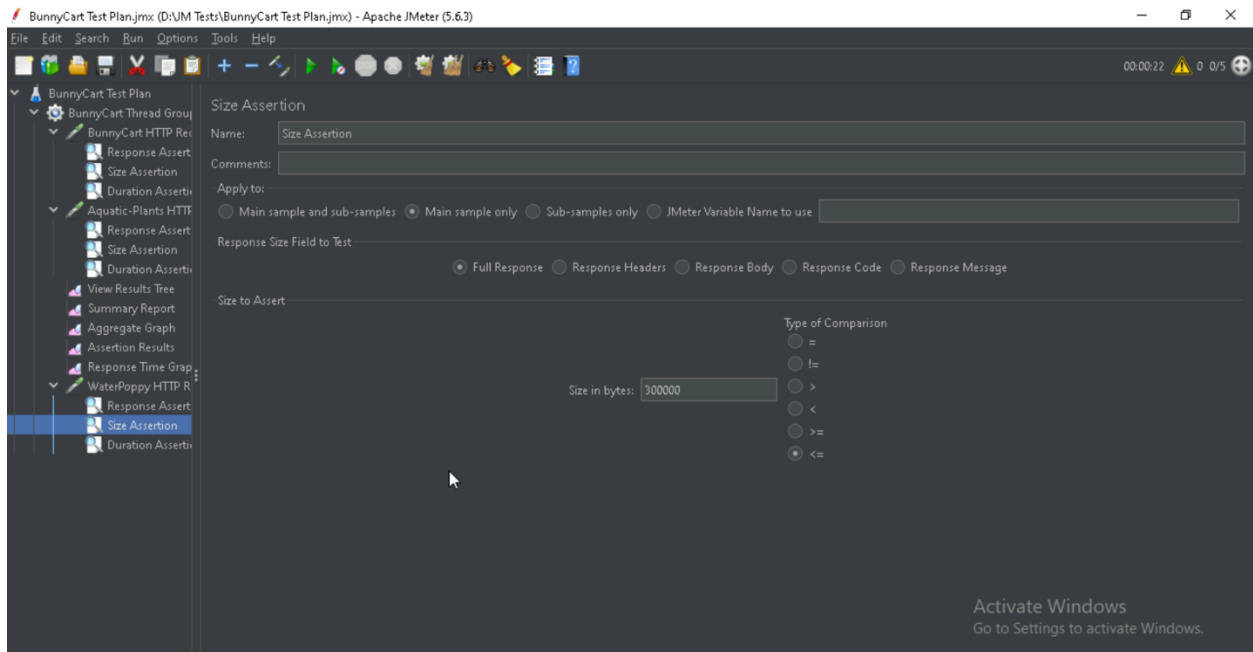 BunnyCart Test Plan.jmx (D:\JM Tests\BunnyCart Test Plan.jmx) - Apache JMeter (5.6.3)
File Edit Search Run Options Tools Help
00:00:22 0 0/5
BunnyCart Test Plan
BunnyCart Thread Group
BunnyCart HTTP Rec
Response Assert
Size Assertion
Duration Assertio
Aquatic-Plants HTTP
Response Assert
Size Assertion
Duration Assertio
View Results Tree
Summary Report
Aggregate Graph
Assertion Results
Response Time Grap
WaterPoppy HTTP R
Response Assert
Size Assertion
Duration Assertio
Size Assertion
Name: Size Assertion
Comments:
Apply to:
Main sample and sub-samples Main sample only Sub-samples only JMeter Variable Name to use
Response Size Field to Test
Full Response Response Headers Response Body Response Code Response Message
Size to Assert
Type of Comparison
=
!=
Size in bytes: 300000 >
<
>=
<=
Activate Windows
Go to Settings to activate Windows.